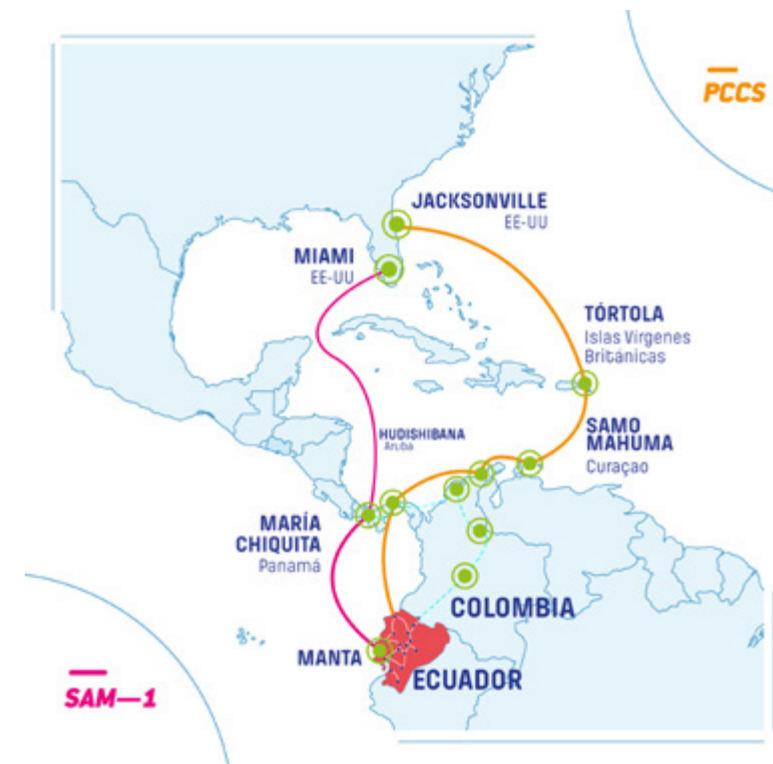 PCCS
JACKSONVILLE
EE-UU
MIAMI
EE-UU
TÓRTOLA
Islas Vírgenes
Británicas
SAMO
MAHUMA
Curaçao
HUDISHIBANA
Aruba
MARÍA
CHIQUITA
Panamá
COLOMBIA
MANTA
ECUADOR
SAM—1